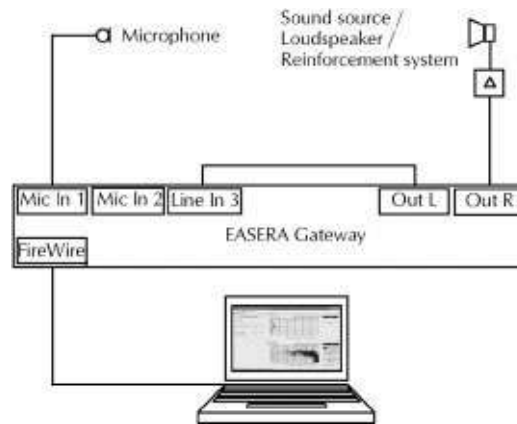 Microphone
Sound source /
Loudspeaker /
Reinforcement system
Mic In 1
Mic In 2
Line In 3
Out L
Out R
EASERA Gateway
FireWire